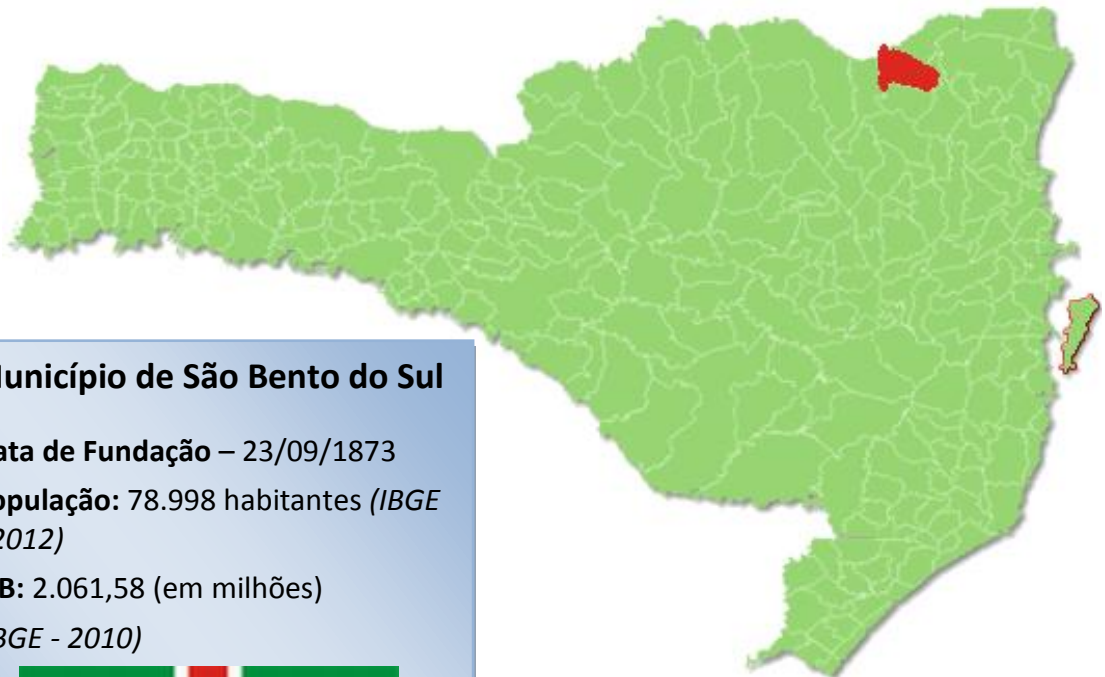 unicípio de São Bento do Sul
ata de Fundação – 23/09/1873
opulação: 78.998 habitantes (IBGE
2012)
B: 2.061,58 (em milhões)
BGE - 2010)